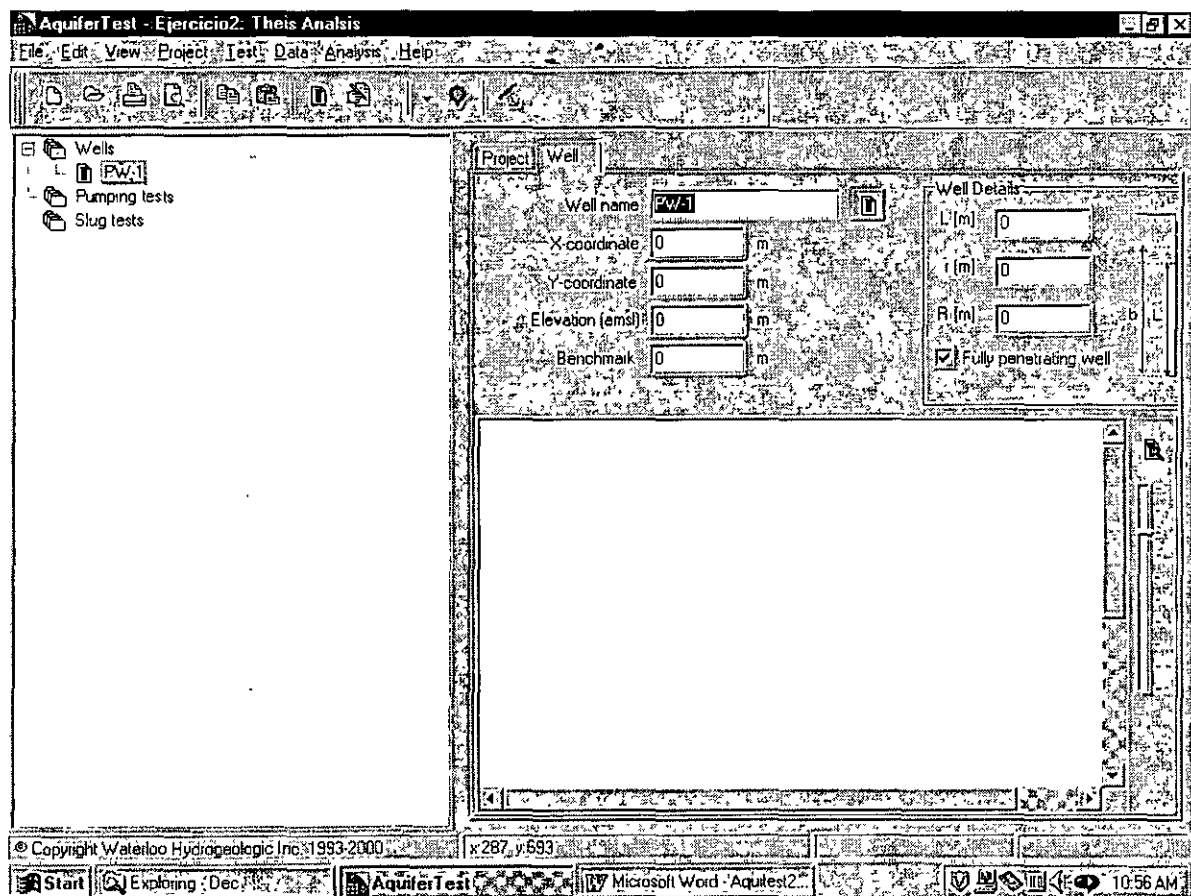 AquiferTest - Ejercicio2: Theis Analsis
File Edit View Project Test Data Analysis Help
Wells
PW-1
Pumping tests
Slug tests
Project Well
Well name PW-1
X-coordinate 0 m
Y-coordinate 0 m
Elevation (amsl) 0 m
Benchmark 0 m
Well Details
L [m] 0
r [m] 0
R [m] 0
b L
Fully penetrating well
© Copyright Waterloo Hydrogeologic Inc. 1993-2000
x:287, y:693
Start Exploring - Dec AquiferTest Microsoft Word - Aquitest2 10:56 AM